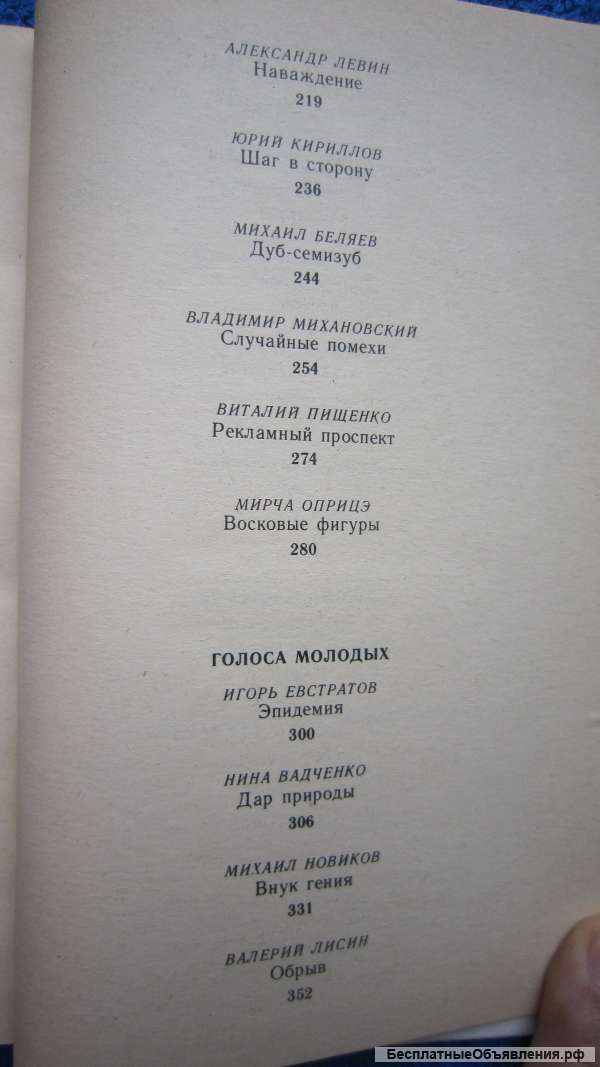 АЛЕКСАНДР ЛЕВИН
Наваждение
219
ЮРИЙ КИРИЛЛОВ
Шаг в сторону
236
МИХАИЛ БЕЛЯЕВ
Дуб-семизуб
244
ВЛАДИМИР МИХАНОВСКИЙ
Случайные помехи
254
ВИТАЛИЙ ПИЩЕНКО
Рекламный проспект
274
МИРЧА ОПРИЦЭ
Восковые фигуры
280
ГОЛОСА МОЛОДЫХ
ИГОРЬ ЕВСТРАТОВ
Эпидемия
300
НИНА ВАДЧЕНКО
Дар природы
306
МИХАИЛ НОВИКОВ
Внук гения
331
ВАЛЕРИЙ ЛИСИН
Обрыв
352
БесплатныеОбъявления.рф